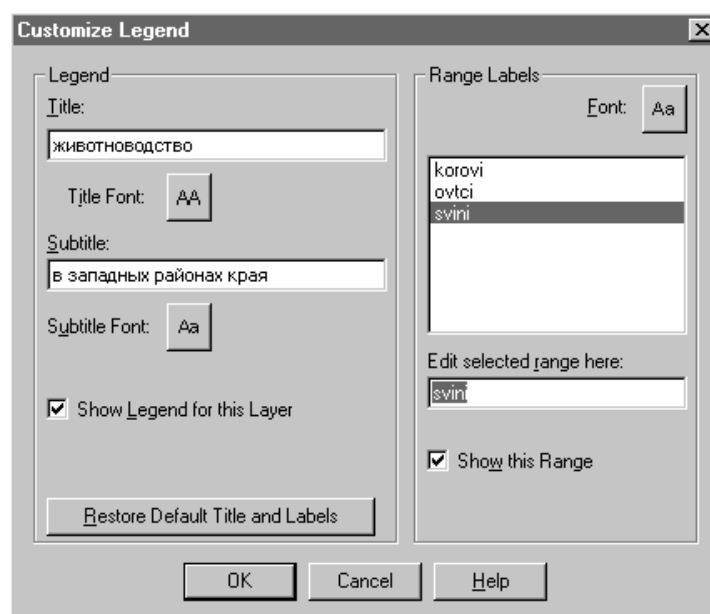 Customize Legend
Legend
Title:
животноводство
Title Font: AA
Subtitle:
в западных районах края
Subtitle Font: Aa
Show Legend for this Layer
Restore Default Title and Labels
Range Labels
Font: Aa
korovi
ovtci
svini
Edit selected range here:
svini
Show this Range
OK Cancel Help